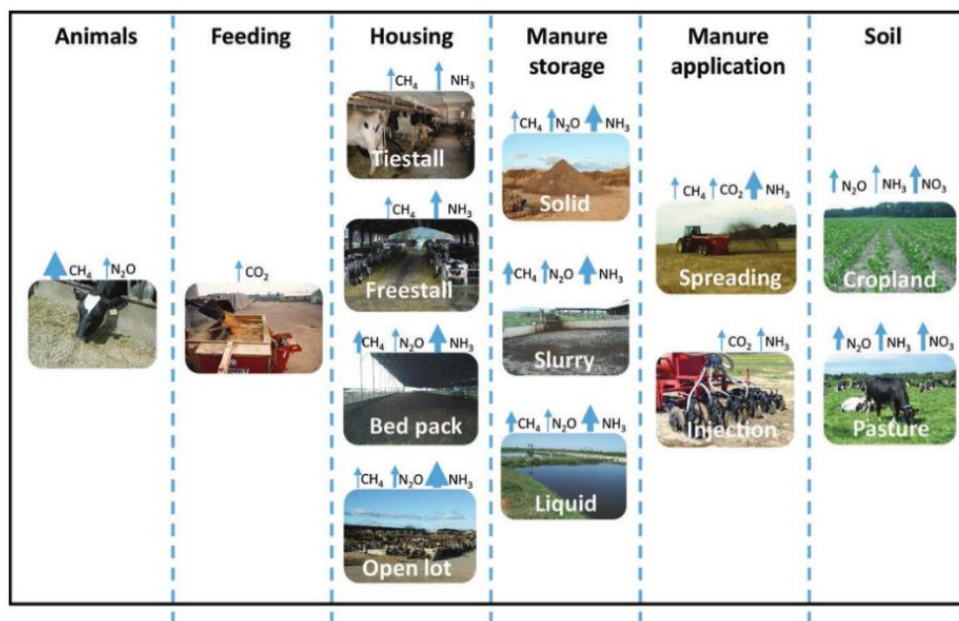 Animals
Feeding
Housing
Manure
storage
Manure
application
Soil
CH₄ N₂O
CO₂
CH₄ NH₃
Tiestall
CH₄ NH₃
Freestall
CH₄ N₂O NH₃
Bed pack
CH₄ N₂O NH₃
Open lot
CH₄ N₂O NH₃
Solid
CH₄ N₂O NH₃
Slurry
CH₄ N₂O NH₃
Liquid
CH₄ CO₂ NH₃
Spreading
CO₂ NH₃
Injection
N₂O NH₃ NO₃
Cropland
N₂O NH₃ NO₃
Pasture